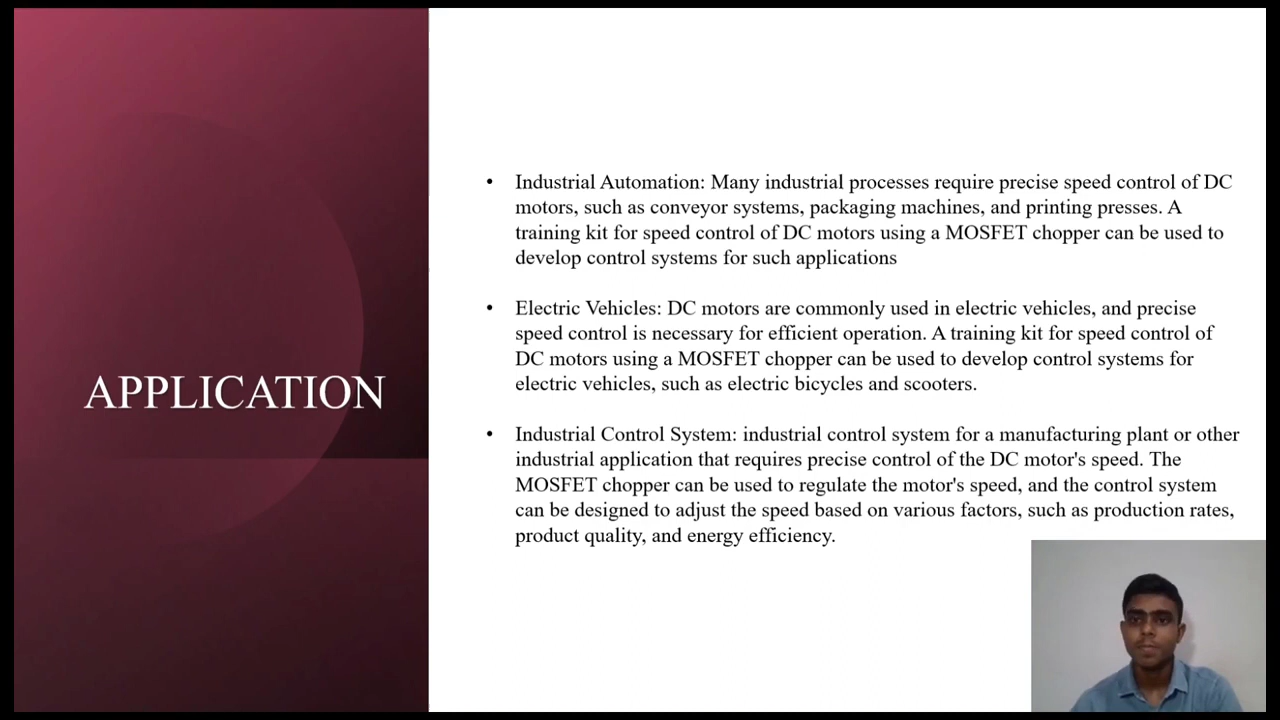 APPLICATION
• Industrial Automation: Many industrial processes require precise speed control of DC
motors, such as conveyor systems, packaging machines, and printing presses. A
training kit for speed control of DC motors using a MOSFET chopper can be used to
develop control systems for such applications
• Electric Vehicles: DC motors are commonly used in electric vehicles, and precise
speed control is necessary for efficient operation. A training kit for speed control of
DC motors using a MOSFET chopper can be used to develop control systems for
electric vehicles, such as electric bicycles and scooters.
• Industrial Control System: industrial control system for a manufacturing plant or other
industrial application that requires precise control of the DC motor's speed. The
MOSFET chopper can be used to regulate the motor's speed, and the control system
can be designed to adjust the speed based on various factors, such as production rates,
product quality, and energy efficiency.